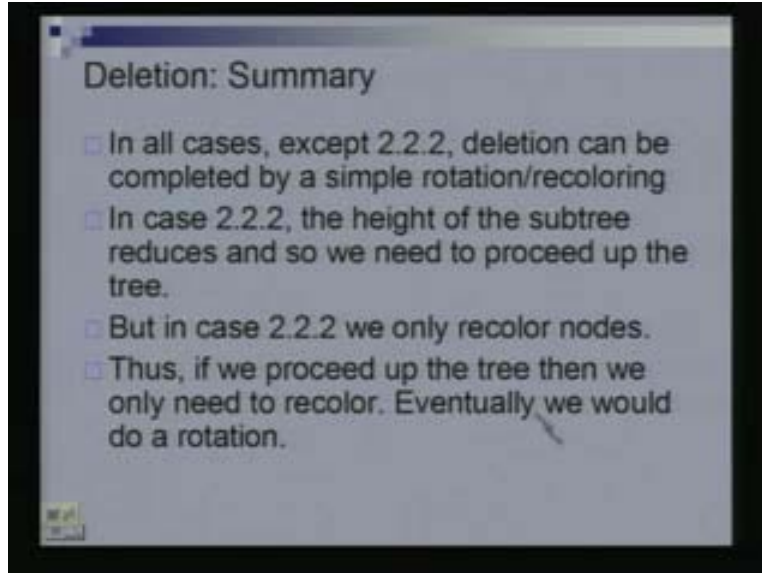 Deletion: Summary
In all cases, except 2.2.2, deletion can be
completed by a simple rotation/recoloring
In case 2.2.2, the height of the subtree
reduces and so we need to proceed up the
tree.
But in case 2.2.2 we only recolor nodes.
Thus, if we proceed up the tree then we
only need to recolor. Eventually we would
do a rotation.